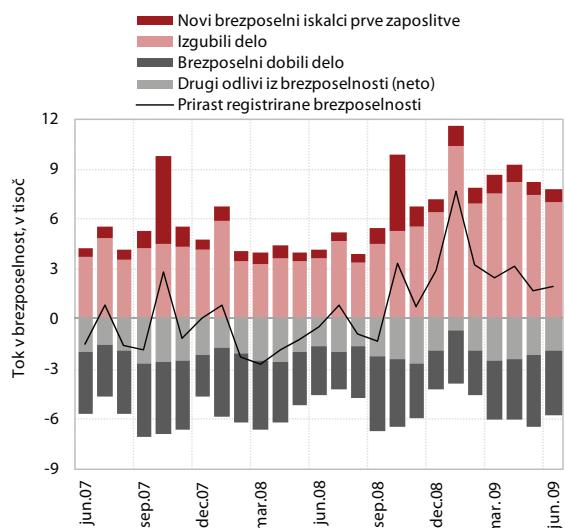 Novi brezposelni iskalci prve zaposlitve
Izgubili delo
Brezposelni dobili delo
Drugi odlivi iz brezposelnosti (neto)
Prirast registrirane brezposelnosti
Tok v brezposelnost, v tisoč
12
9
6
3
0
-3
-6
-9
jun.07
sep.07
dec.07
mar.08
jun.08
sep.08
dec.08
mar. 09
jun. 09